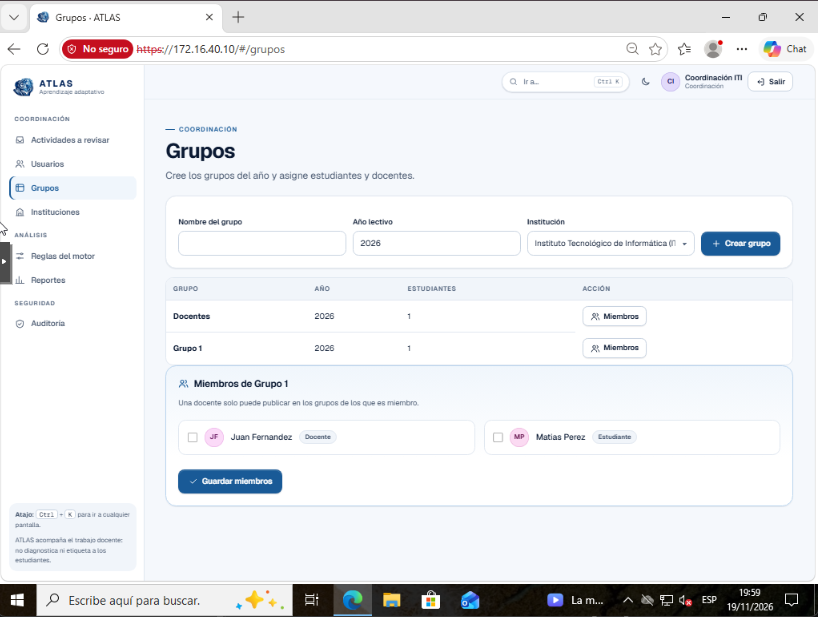 Grupos - ATLAS
No seguro https://172.16.40.10/#/grupos
Chat
ATLAS
Aprendizaje adaptativo
Ir a...
Ctrl K
CI
Coordinación ITI
Coordinación
Salir
COORDINACIÓN
Actividades a revisar
Usuarios
Grupos
Instituciones
ANÁLISIS
Reglas del motor
Reportes
SEGURIDAD
Auditoría
Atajo: Ctrl + K para ir a cualquier
pantalla.
ATLAS acompaña el trabajo docente:
no diagnostica ni etiqueta a los
estudiantes.
COORDINACIÓN
Grupos
Cree los grupos del año y asigne estudiantes y docentes.
Nombre del grupo
Año lectivo
2026
Institución
Instituto Tecnológico de Informática (I
Crear grupo
GRUPO AÑO ESTUDIANTES ACCIÓN
Docentes 2026 1 Miembros
Grupo 1 2026 1 Miembros
Miembros de Grupo 1
Una docente solo puede publicar en los grupos de los que es miembro.
JF Juan Fernandez Docente
MP Matias Perez Estudiante
Guardar miembros
Escribe aquí para buscar.
La m...
ESP
19:59
19/11/2026